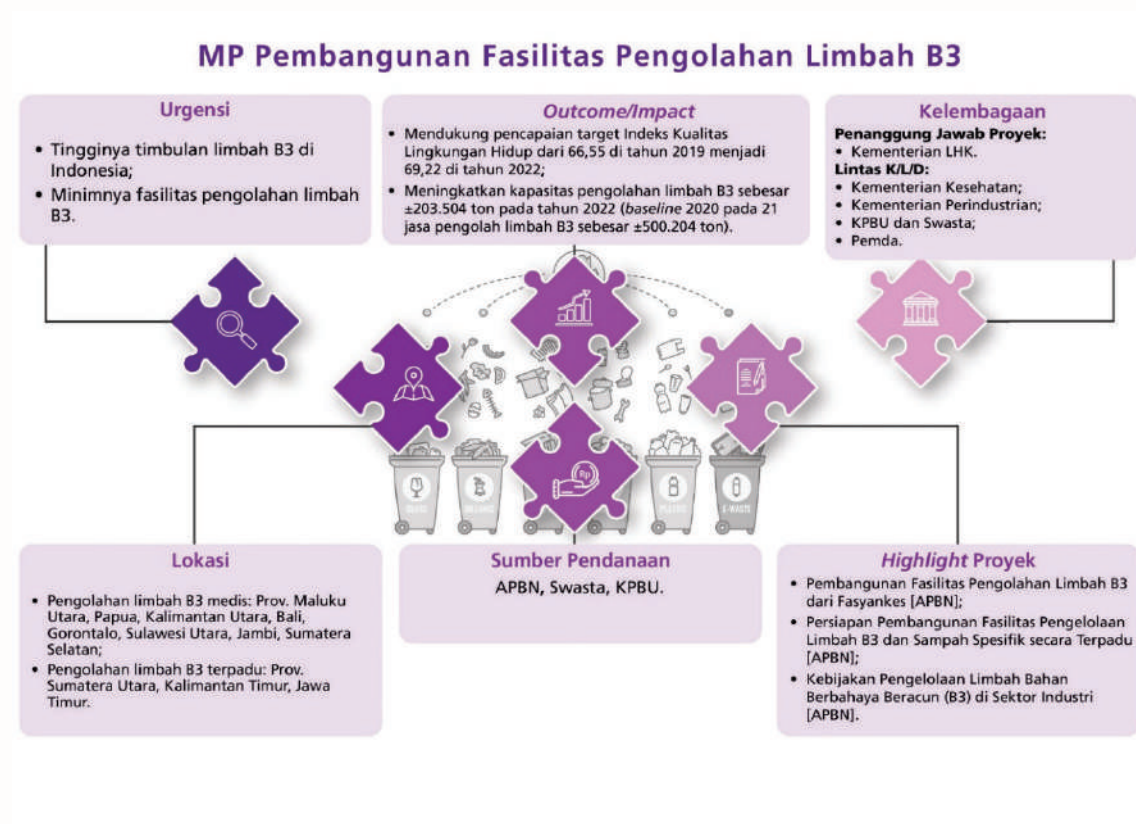 MP Pembangunan Fasilitas Pengolahan Limbah B3
Urgensi
• Tingginya timbulan limbah B3 di
Indonesia;
• Minimnya fasilitas pengolahan limbah
B3.
Outcome/Impact
• Mendukung pencapaian target Indeks Kualitas
Lingkungan Hidup dari 66,55 di tahun 2019 menjadi
69,22 di tahun 2022;
• Meningkatkan kapasitas pengolahan limbah B3 sebesar
±203.504 ton pada tahun 2022 (baseline 2020 pada 21
jasa pengolah limbah B3 sebesar ±500.204 ton).
Kelembagaan
Penanggung Jawab Proyek:
• Kementerian LHK.
Lintas K/L/D:
• Kementerian Kesehatan;
• Kementerian Perindustrian;
• KPBU dan Swasta;
• Pemda.
Rp
E-WASTE
Lokasi
• Pengolahan limbah B3 medis: Prov. Maluku
Utara, Papua, Kalimantan Utara, Bali,
Gorontalo, Sulawesi Utara, Jambi, Sumatera
Selatan;
• Pengolahan limbah B3 terpadu: Prov.
Sumatera Utara, Kalimantan Timur, Jawa
Timur.
Sumber Pendanaan
APBN, Swasta, KPBU.
Highlight Proyek
• Pembangunan Fasilitas Pengolahan Limbah B3
dari Fasyankes [APBN];
• Persiapan Pembangunan Fasilitas Pengelolaan
Limbah B3 dan Sampah Spesifik secara Terpadu
[APBN];
• Kebijakan Pengelolaan Limbah Bahan
Berbahaya Beracun (B3) di Sektor Industri
[APBN].